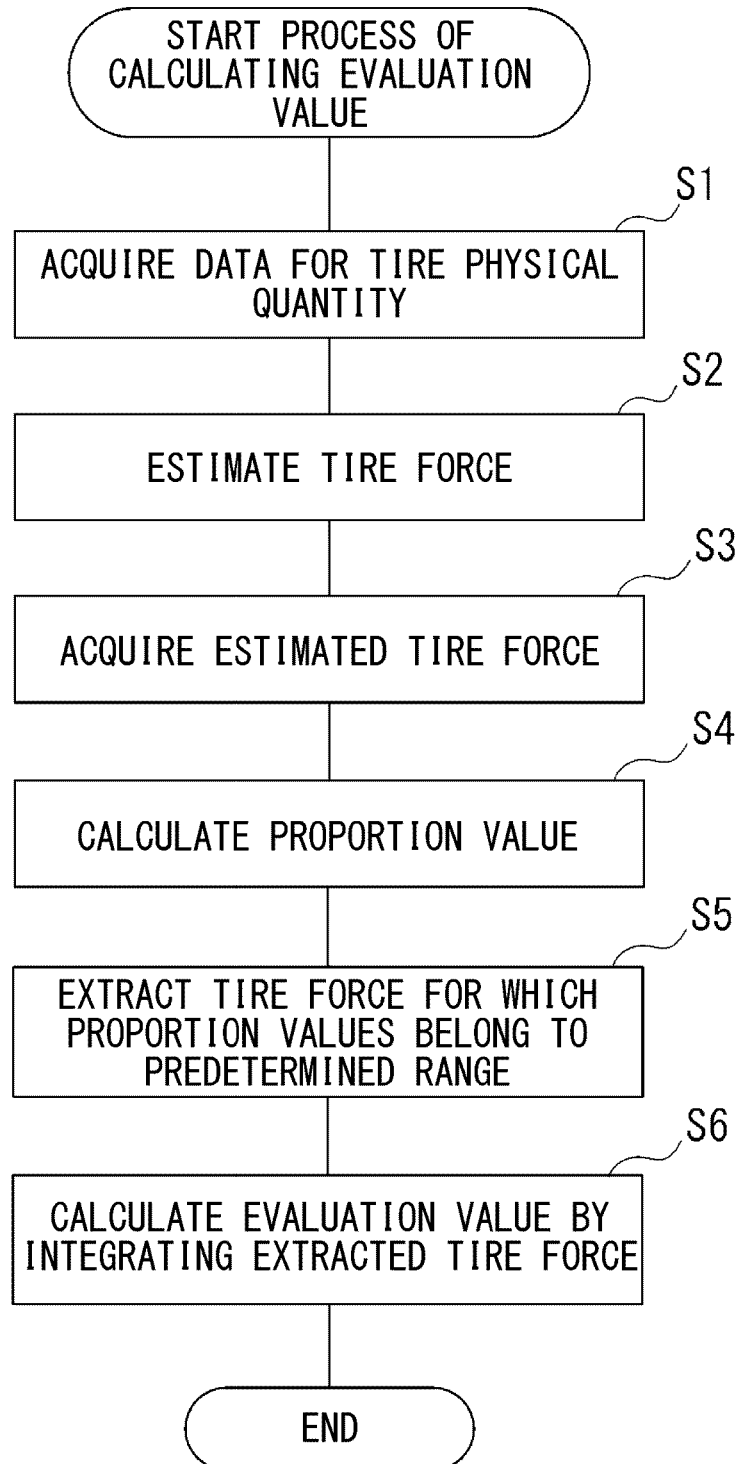 START PROCESS OF
CALCULATING EVALUATION
VALUE
S1
ACQUIRE DATA FOR TIRE PHYSICAL
QUANTITY
S2
ESTIMATE TIRE FORCE
S3
ACQUIRE ESTIMATED TIRE FORCE
S4
CALCULATE PROPORTION VALUE
S5
EXTRACT TIRE FORCE FOR WHICH
PROPORTION VALUES BELONG TO
PREDETERMINED RANGE
S6
CALCULATE EVALUATION VALUE BY
INTEGRATING EXTRACTED TIRE FORCE
END